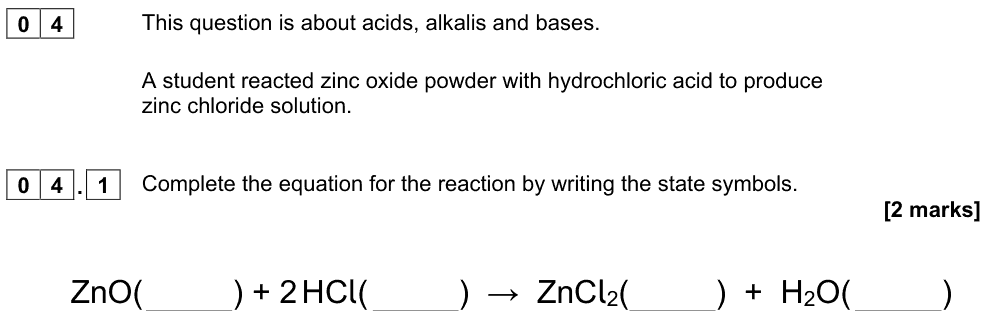 0 4 This question is about acids, alkalis and bases.
A student reacted zinc oxide powder with hydrochloric acid to produce
zinc chloride solution.
0 4 . 1 Complete the equation for the reaction by writing the state symbols.
[2 marks]
ZnO(_____) + 2HCl(_____) → ZnCl₂(_____) + H₂O(_____)